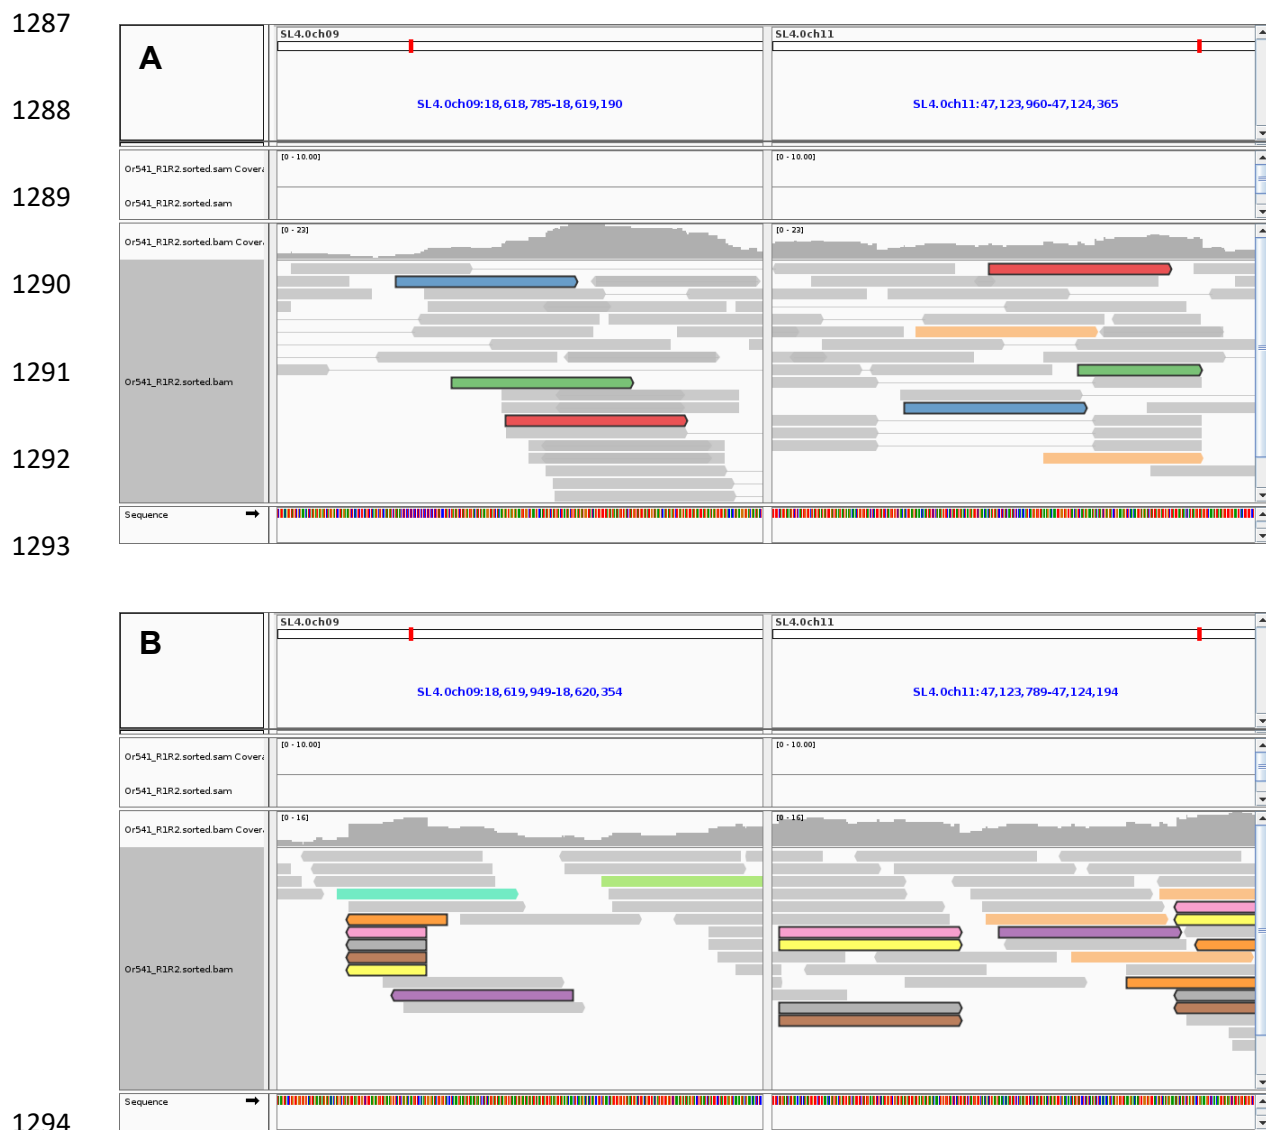 1287
SL4.0ch09 SL4.0ch11
A
1288
SL4.0ch09:18,618,785-18,619,190 SL4.0ch11:47,123,960-47,124,365
[0 - 10.00] [0 - 10.00]
Or541_R1R2.sorted.sam Covera
1289
Or541_R1R2.sorted.sam
[0 - 23] [0 - 23]
Or541_R1R2.sorted.bam Covera
1290
1291
Or541_R1R2.sorted.bam
1292
Sequence
1293
SL4.0ch09 SL4.0ch11
B
SL4.0ch09:18,619,949-18,620,354 SL4.0ch11:47,123,789-47,124,194
[0 - 10.00] [0 - 10.00]
Or541_R1R2.sorted.sam Covera
Or541_R1R2.sorted.sam
[0 - 16] [0 - 16]
Or541_R1R2.sorted.bam Covera
Or541_R1R2.sorted.bam
Sequence
1294